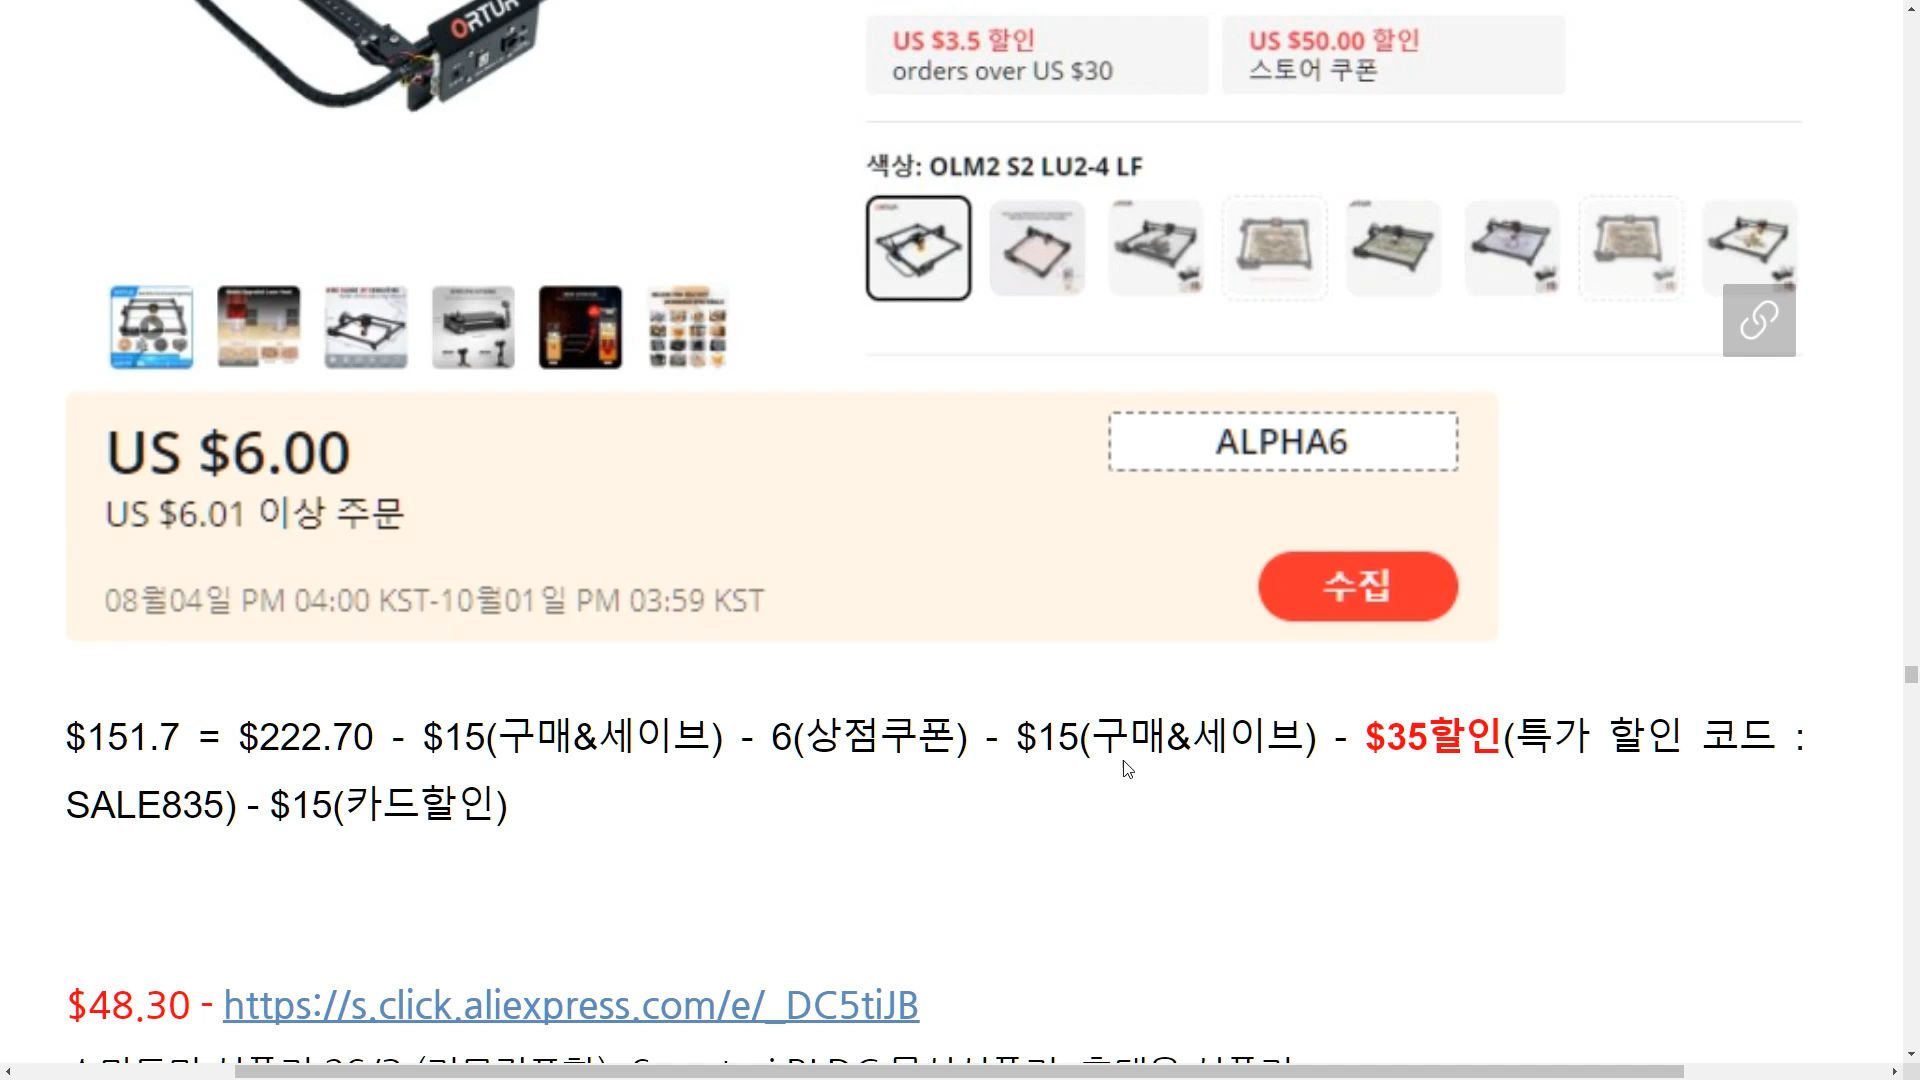 ORTUR
US $3.5 할인
orders over US $30
US $50.00 할인
스토어 쿠폰
색상: OLM2 S2 LU2-4 LF
US $6.00
US $6.01 이상 주문
08월04일 PM 04:00 KST-10월01일 PM 03:59 KST
ALPHA6
수집
$151.7 = $222.70 - $15(구매&세이브) - 6(상점쿠폰) - $15(구매&세이브) - $35할인(특가 할인 코드 :
SALE835) - $15(카드할인)
$48.30 - https://s.click.aliexpress.com/e/_DC5tiJB